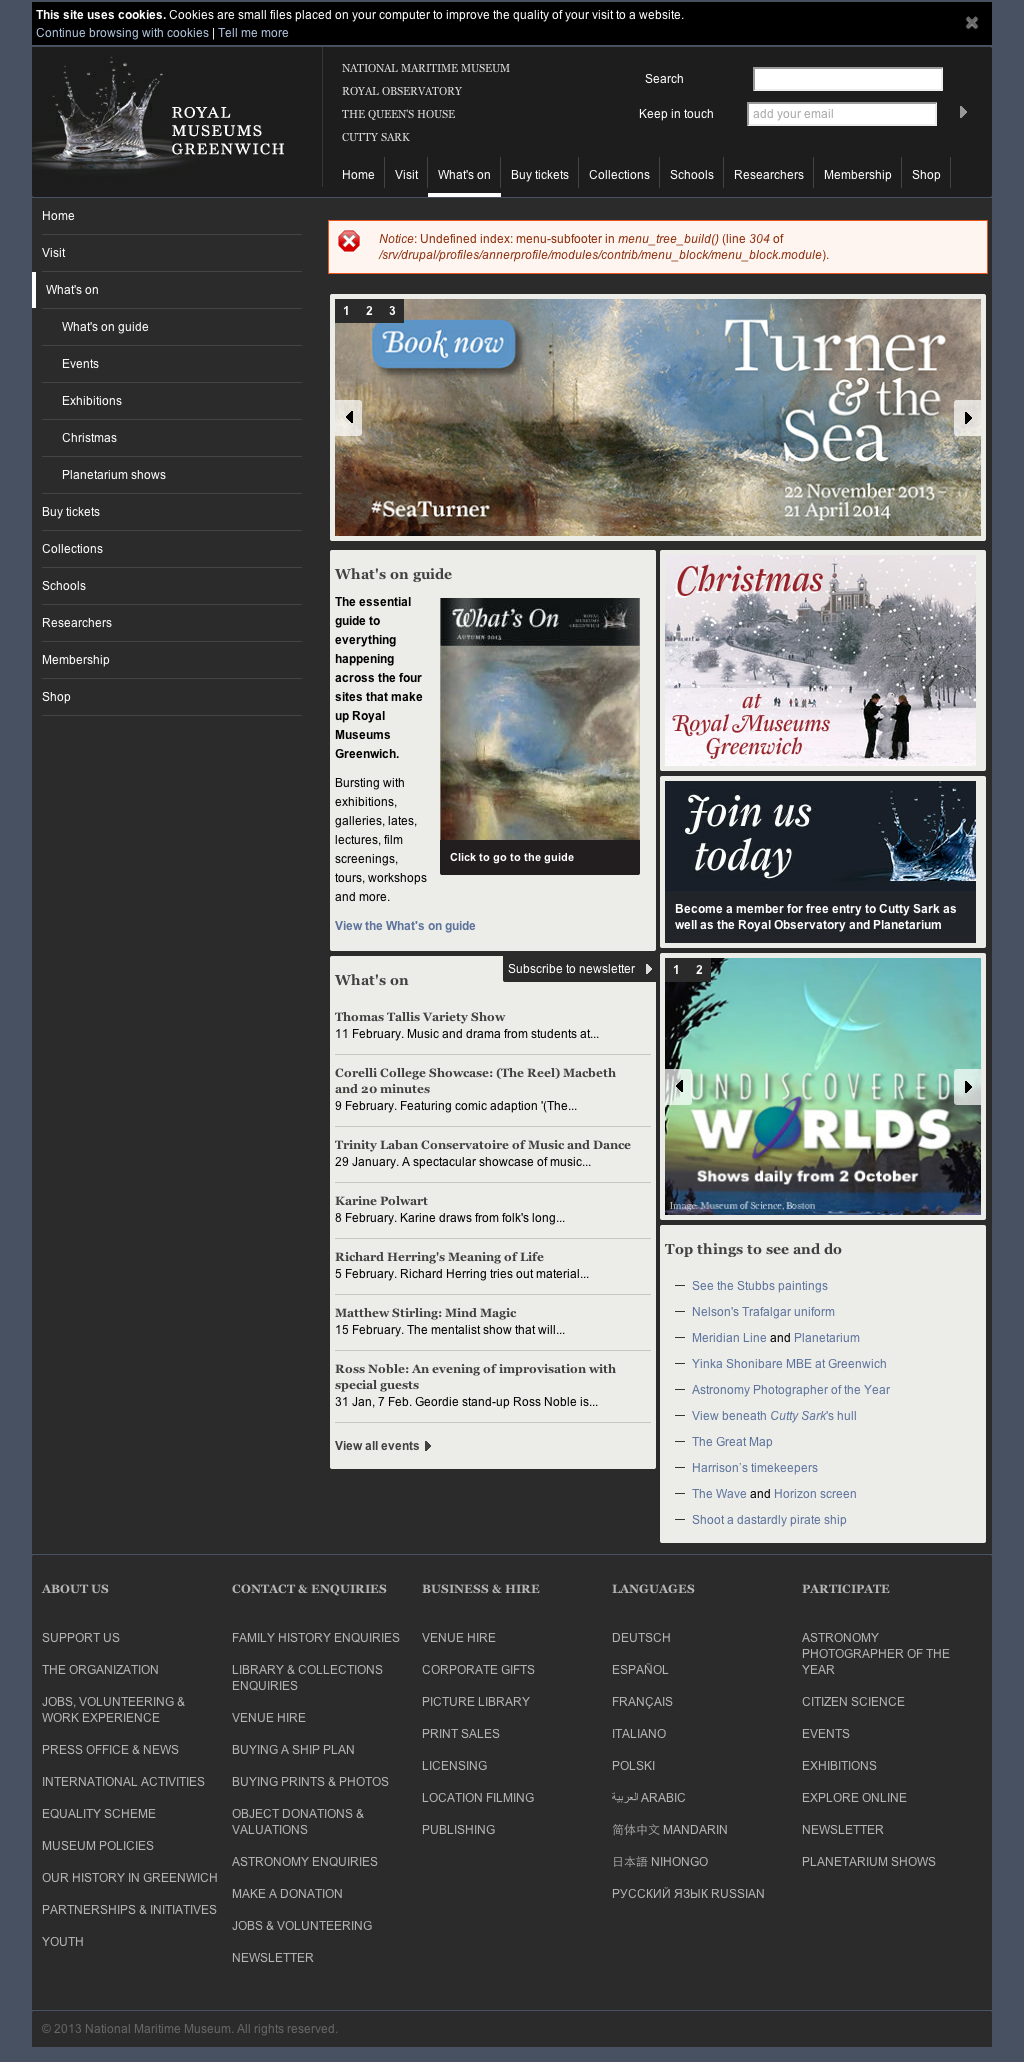 This site uses cookies. Cookies are small files placed on your computer to improve the quality of your visit to a website.
Continue browsing with cookies | Tell me more
ROYAL
MUSEUMS
GREENWICH
NATIONAL MARITIME MUSEUM
ROYAL OBSERVATORY
THE QUEEN'S HOUSE
CUTTY SARK
Search
Keep in touch
add your email
Home Visit What's on Buy tickets Collections Schools Researchers Membership Shop
Home
Visit
What's on
What's on guide
Events
Exhibitions
Christmas
Planetarium shows
Buy tickets
Collections
Schools
Researchers
Membership
Shop
Notice: Undefined index: menu-subfooter in menu_tree_build() (line 304 of
/srv/drupal/profiles/annerprofile/modules/contrib/menu_block/menu_block.module).
1 2 3
Book now
Turner
& the
Sea
22 November 2013 –
21 April 2014
#SeaTurner
What's on guide
The essential
guide to
everything
happening
across the four
sites that make
up Royal
Museums
Greenwich.
Bursting with
exhibitions,
galleries, lates,
lectures, film
screenings,
tours, workshops
and more.
View the What's on guide
What's On
AUTUMN 2013
ROYAL
MUSEUMS
GREENWICH
Click to go to the guide
Christmas
at
Royal Museums
Greenwich
Join us
today
Become a member for free entry to Cutty Sark as
well as the Royal Observatory and Planetarium
What's on
Subscribe to newsletter
Thomas Tallis Variety Show
11 February. Music and drama from students at...
Corelli College Showcase: (The Reel) Macbeth
and 20 minutes
9 February. Featuring comic adaption '(The...
Trinity Laban Conservatoire of Music and Dance
29 January. A spectacular showcase of music...
Karine Polwart
8 February. Karine draws from folk's long...
Richard Herring's Meaning of Life
5 February. Richard Herring tries out material...
Matthew Stirling: Mind Magic
15 February. The mentalist show that will...
Ross Noble: An evening of improvisation with
special guests
31 Jan, 7 Feb. Geordie stand-up Ross Noble is...
View all events
1 2
UNDISCOVERED
WORLDS
Shows daily from 2 October
Image: Museum of Science, Boston
Top things to see and do
— See the Stubbs paintings
— Nelson's Trafalgar uniform
— Meridian Line and Planetarium
— Yinka Shonibare MBE at Greenwich
— Astronomy Photographer of the Year
— View beneath Cutty Sark's hull
— The Great Map
— Harrison's timekeepers
— The Wave and Horizon screen
— Shoot a dastardly pirate ship
ABOUT US
SUPPORT US
THE ORGANIZATION
JOBS, VOLUNTEERING &
WORK EXPERIENCE
PRESS OFFICE & NEWS
INTERNATIONAL ACTIVITIES
EQUALITY SCHEME
MUSEUM POLICIES
OUR HISTORY IN GREENWICH
PARTNERSHIPS & INITIATIVES
YOUTH
CONTACT & ENQUIRIES
FAMILY HISTORY ENQUIRIES
LIBRARY & COLLECTIONS
ENQUIRIES
VENUE HIRE
BUYING A SHIP PLAN
BUYING PRINTS & PHOTOS
OBJECT DONATIONS &
VALUATIONS
ASTRONOMY ENQUIRIES
MAKE A DONATION
JOBS & VOLUNTEERING
NEWSLETTER
BUSINESS & HIRE
VENUE HIRE
CORPORATE GIFTS
PICTURE LIBRARY
PRINT SALES
LICENSING
LOCATION FILMING
PUBLISHING
LANGUAGES
DEUTSCH
ESPAÑOL
FRANÇAIS
ITALIANO
POLSKI
العربية ARABIC
简体中文 MANDARIN
日本語 NIHONGO
РУССКИЙ ЯЗЫК RUSSIAN
PARTICIPATE
ASTRONOMY
PHOTOGRAPHER OF THE
YEAR
CITIZEN SCIENCE
EVENTS
EXHIBITIONS
EXPLORE ONLINE
NEWSLETTER
PLANETARIUM SHOWS
© 2013 National Maritime Museum. All rights reserved.